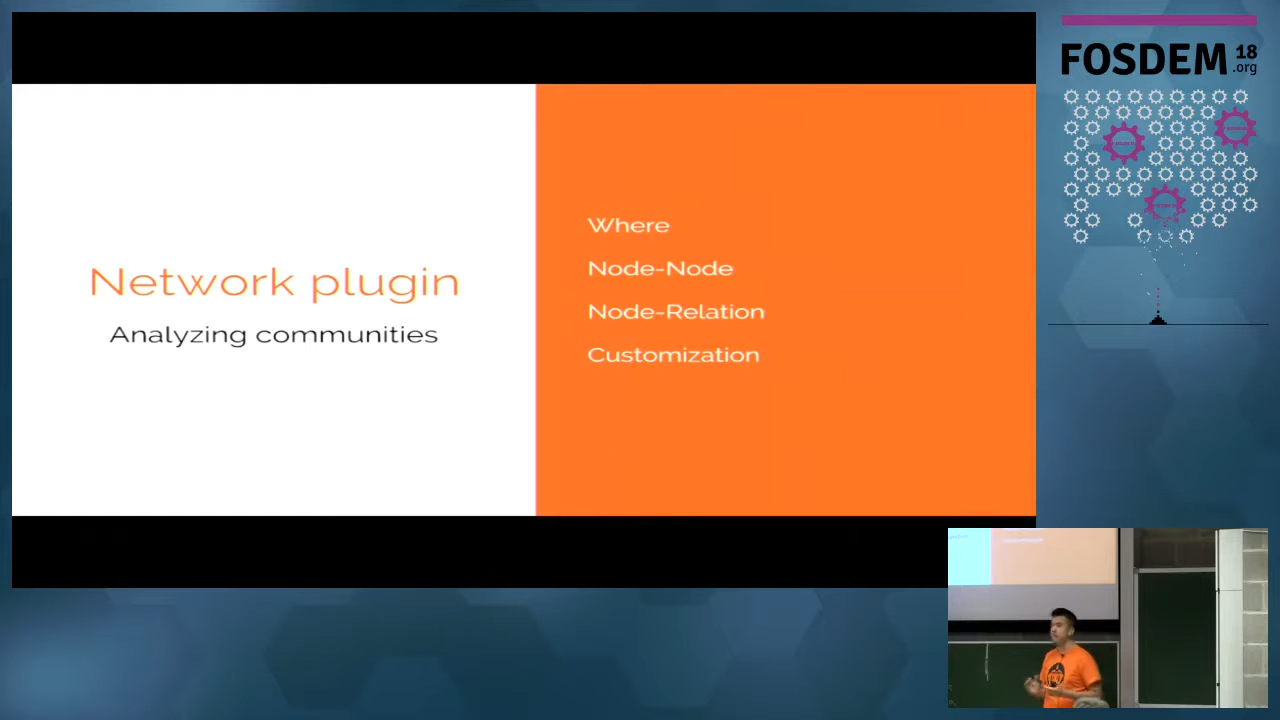 Network plugin
Analyzing communities
Where
Node-Node
Node-Relation
Customization
FOSDEM 18
.org